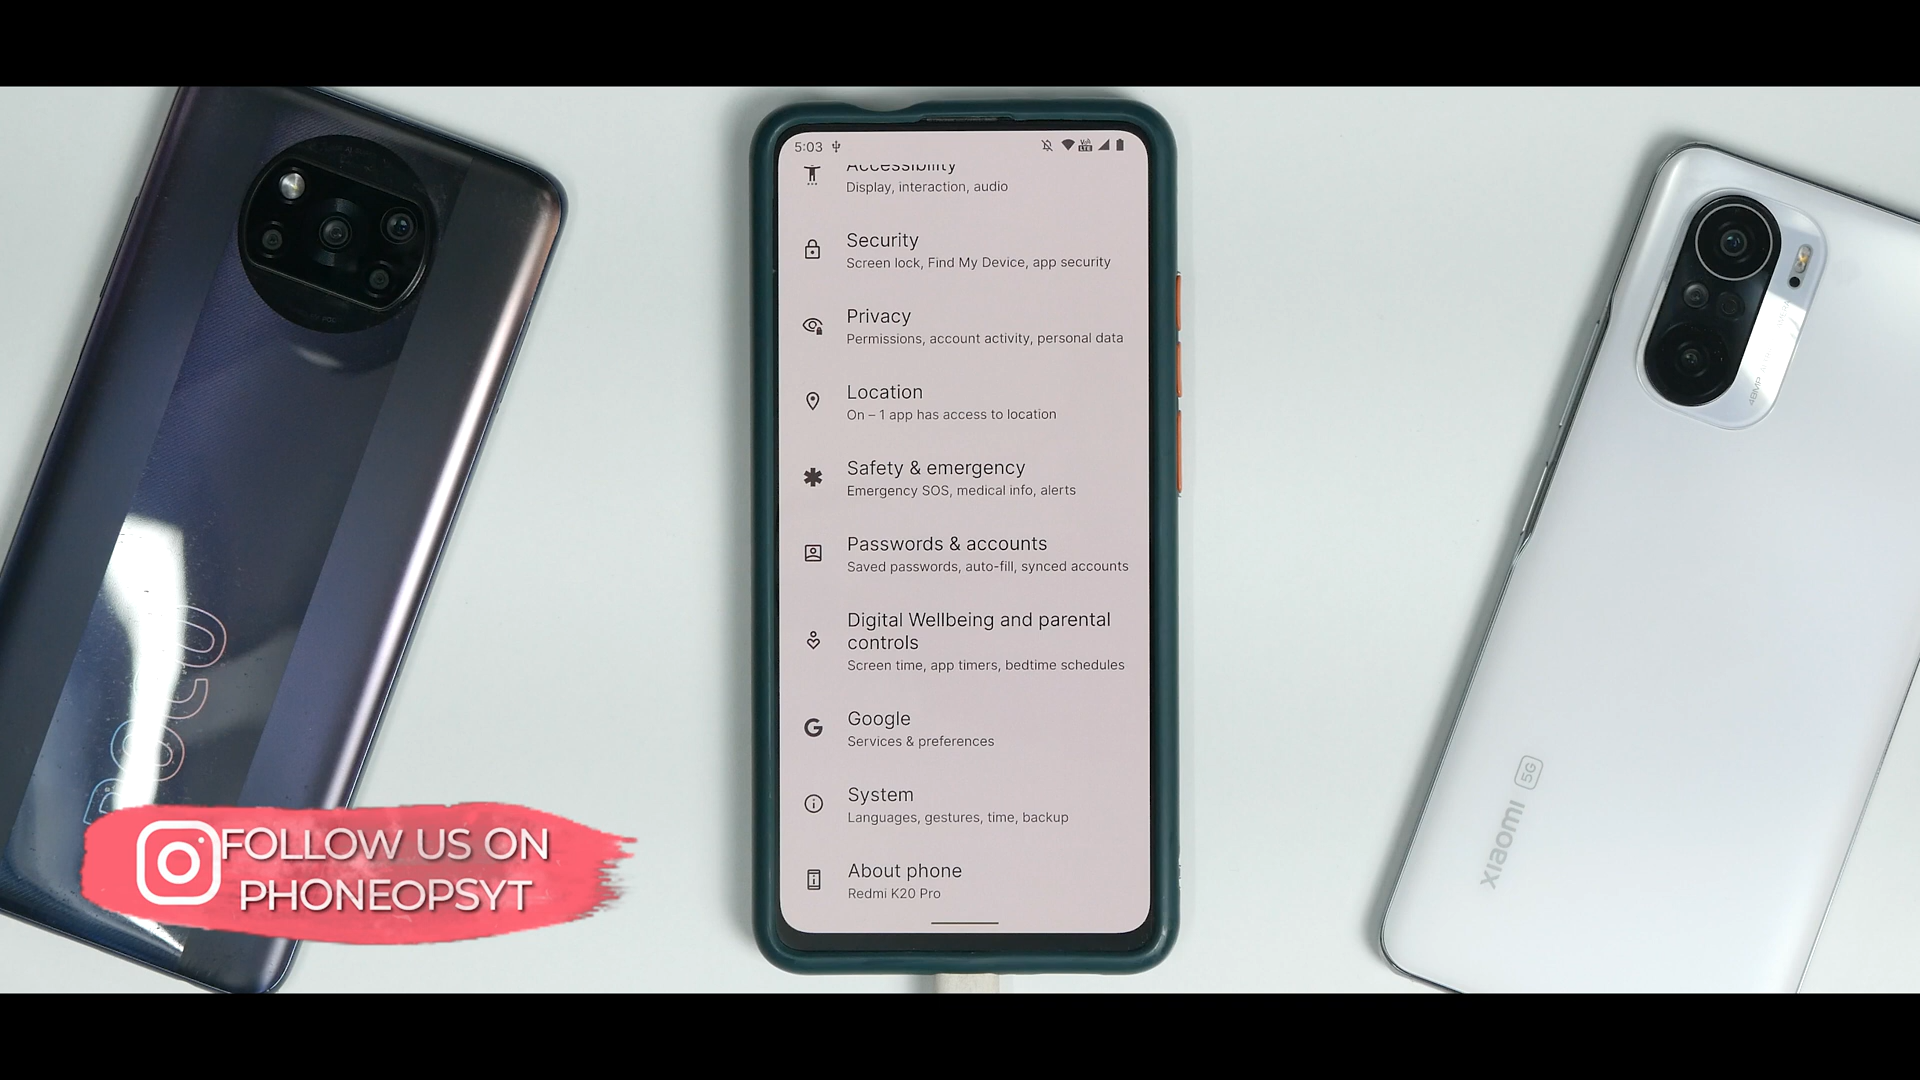 5:03
Accessibility
Display, interaction, audio
Security
Screen lock, Find My Device, app security
Privacy
Permissions, account activity, personal data
Location
On – 1 app has access to location
Safety & emergency
Emergency SOS, medical info, alerts
Passwords & accounts
Saved passwords, auto-fill, synced accounts
Digital Wellbeing and parental
controls
Screen time, app timers, bedtime schedules
Google
Services & preferences
System
Languages, gestures, time, backup
About phone
Redmi K20 Pro
POCO
FOLLOW US ON
PHONEOPSYT
48MP
xiaomi 5G